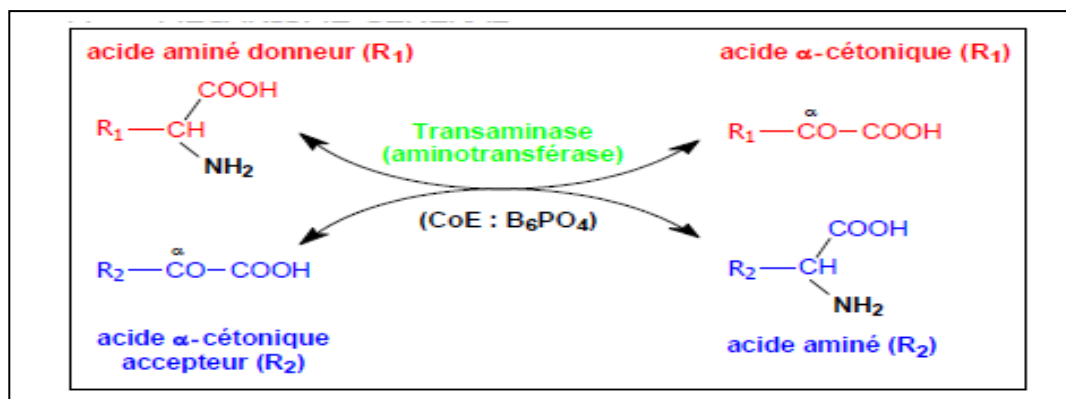 acide aminé donneur (R₁)
acide α-cétonique (R₁)
COOH
R₁—CH
NH₂
Transaminase
(aminotransférase)
α
R₁—CO—COOH
(CoE : B₆PO₄)
α
R₂—CO—COOH
COOH
R₂—CH
NH₂
acide α-cétonique
accepteur (R₂)
acide aminé (R₂)